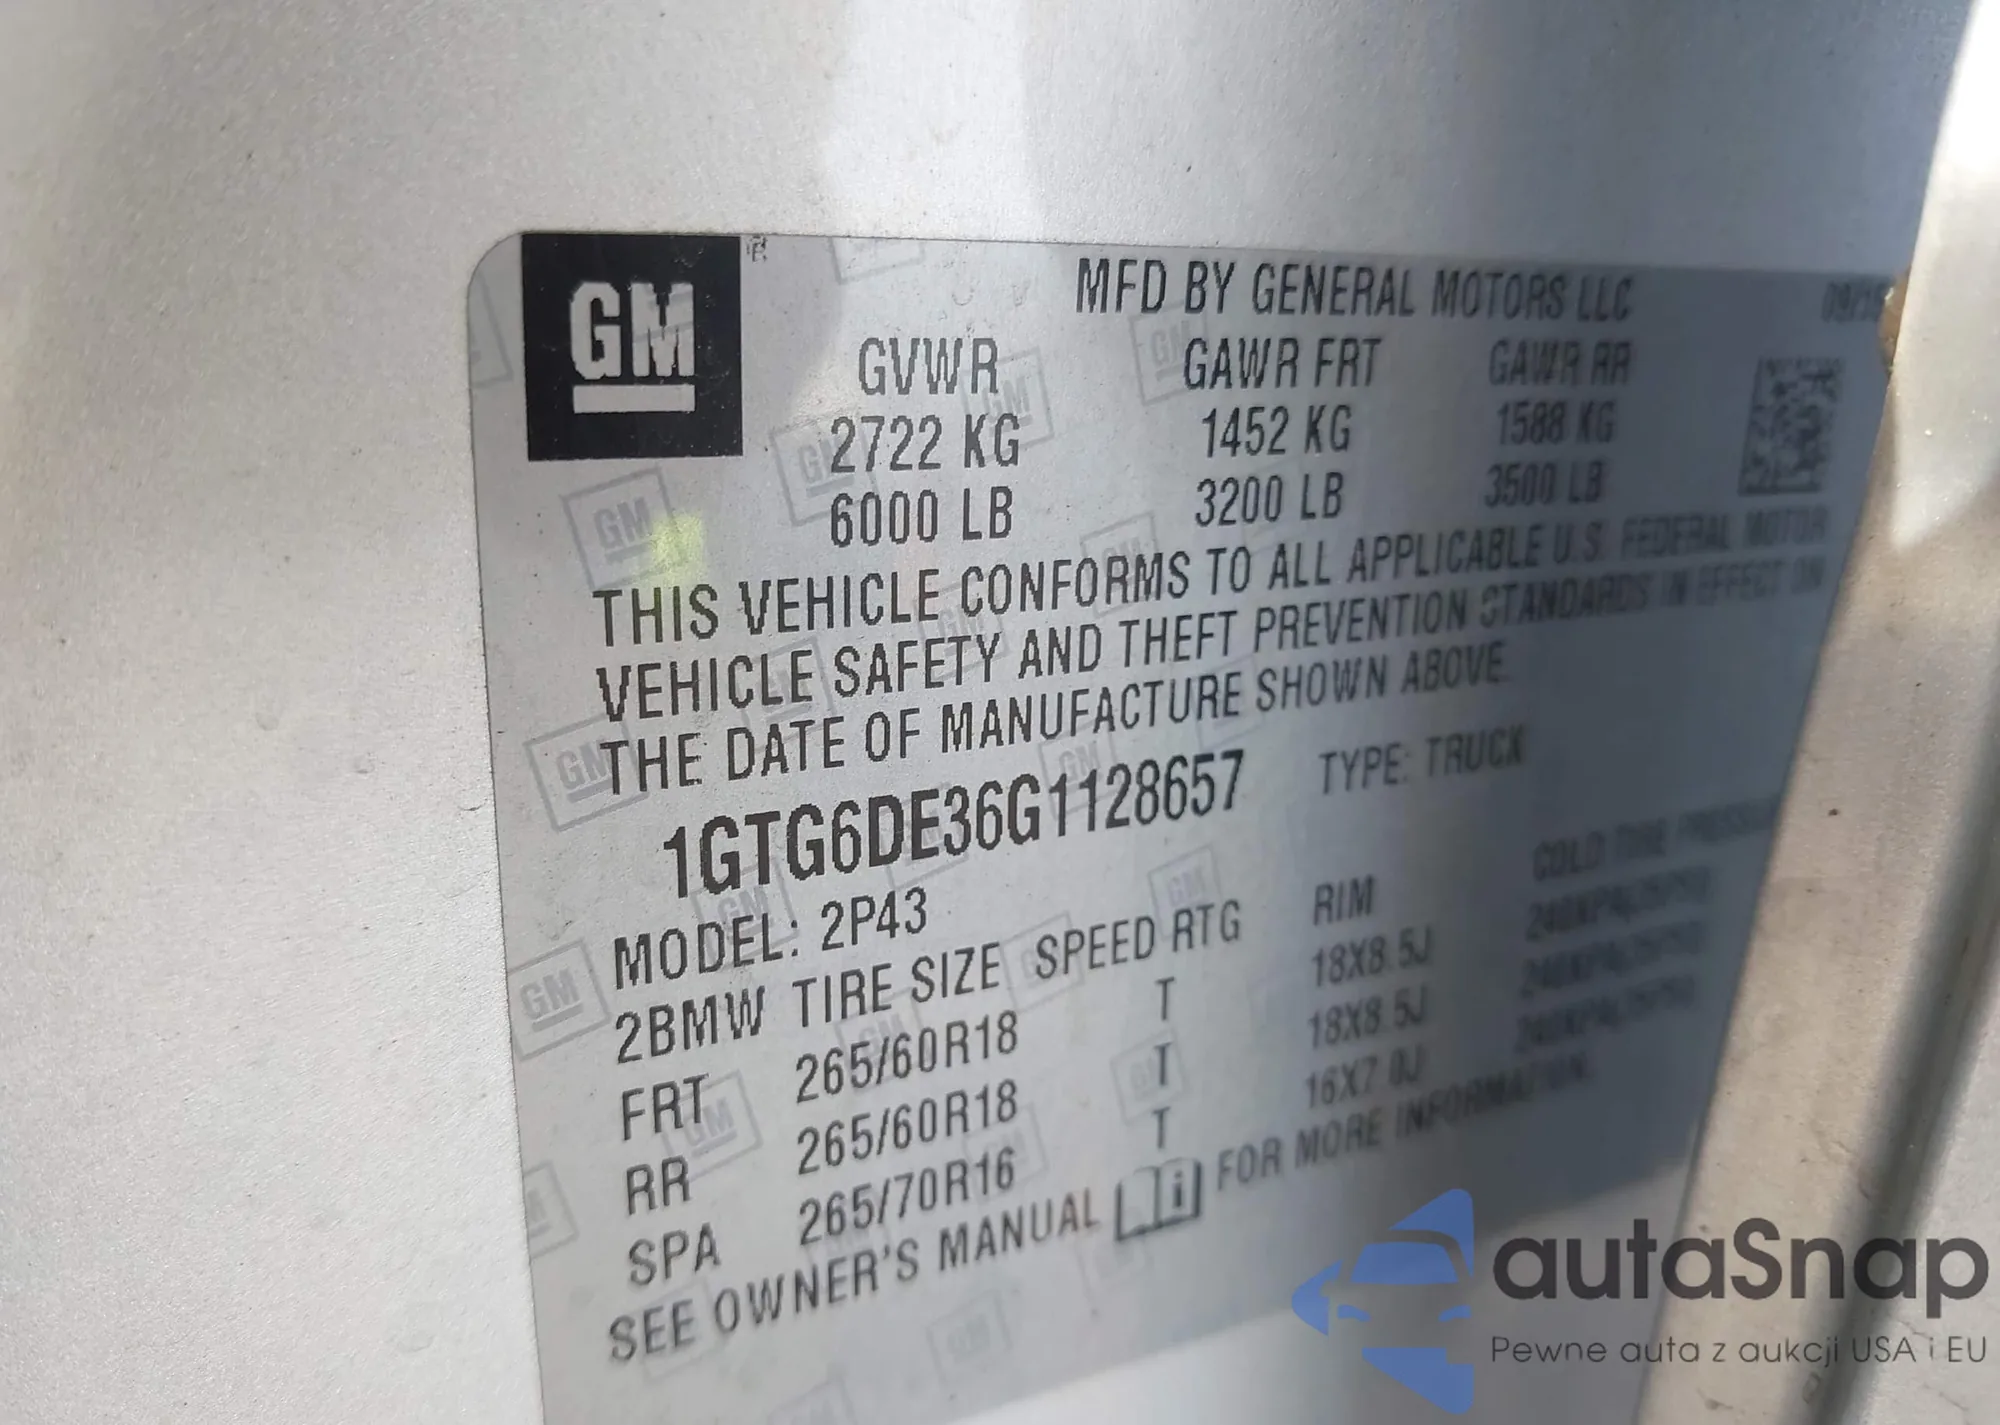 GM
MFD BY GENERAL MOTORS LLC 09/15
GVWR GAWR FRT GAWR RR
2722 KG 1452 KG 1588 KG
6000 LB 3200 LB 3500 LB
THIS VEHICLE CONFORMS TO ALL APPLICABLE U.S. FEDERAL MOTOR
VEHICLE SAFETY AND THEFT PREVENTION STANDARDS IN EFFECT ON
THE DATE OF MANUFACTURE SHOWN ABOVE.
1GTG6DE36G1128657 TYPE: TRUCK
MODEL: 2P43
2BMW TIRE SIZE SPEED RTG RIM COLD TIRE
FRT 265/60R18 T 18X8.5J
RR 265/60R18 T 18X8.5J
SPA 265/70R16 T 16X7.0J
SEE OWNER'S MANUAL FOR MORE INFORMATION.
autaSnap
Pewne auta z aukcji USA i EU